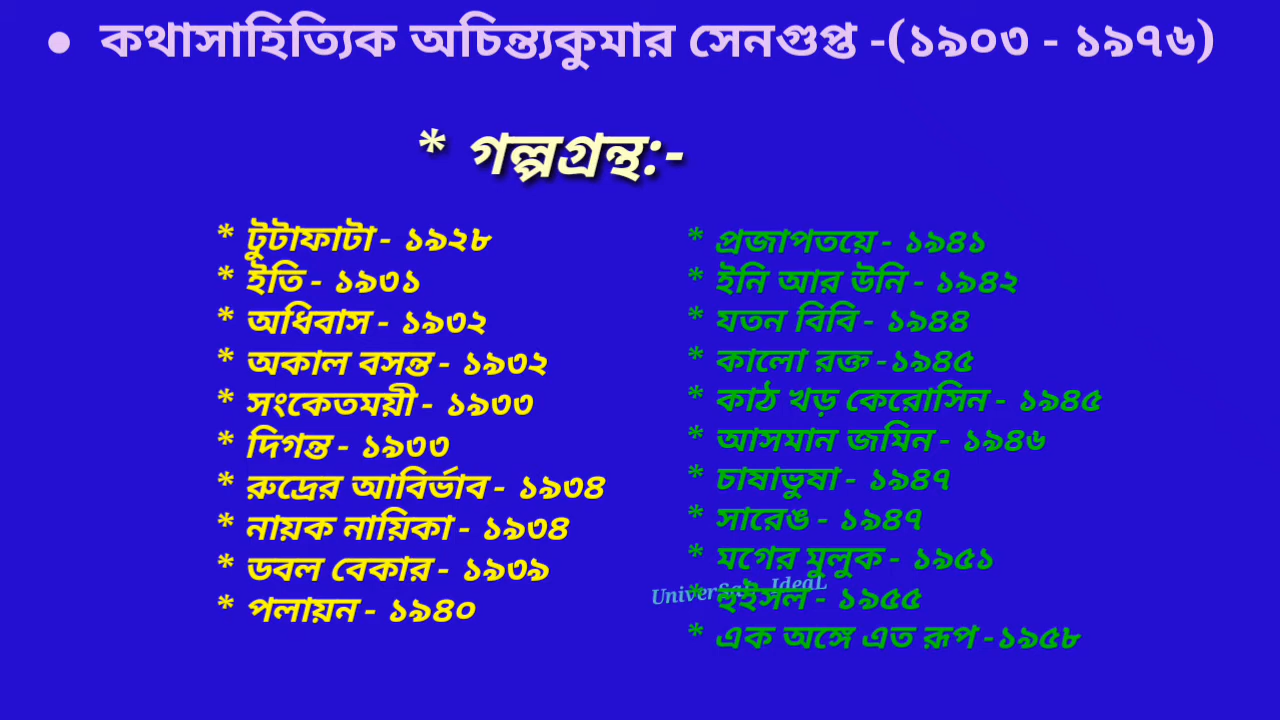 ● কথাসাহিত্যিক অচিন্ত্যকুমার সেনগুপ্ত -(১৯০৩ - ১৯৭৬)
* গল্পগ্রন্থ:-
* টুটাফাটা - ১৯২৮
* ইতি - ১৯৩১
* অধিবাস - ১৯৩২
* অকাল বসন্ত - ১৯৩২
* সংকেতময়ী - ১৯৩৩
* দিগন্ত - ১৯৩৩
* রুদ্রের আবির্ভাব - ১৯৩৪
* নায়ক নায়িকা - ১৯৩৪
* ডবল বেকার - ১৯৩৯
* পলায়ন - ১৯৪০
* প্রজাপতয়ে - ১৯৪১
* ইনি আর উনি - ১৯৪২
* যতন বিবি - ১৯৪৪
* কালো রক্ত -১৯৪৫
* কাঠ খড় কেরোসিন - ১৯৪৫
* আসমান জমিন - ১৯৪৬
* চাষাভুষা - ১৯৪৭
* সারেঙ - ১৯৪৭
* মগের মুলুক - ১৯৫১
* হুইসল - ১৯৫৫
* এক অঙ্গে এত রূপ -১৯৫৮
IdeaL